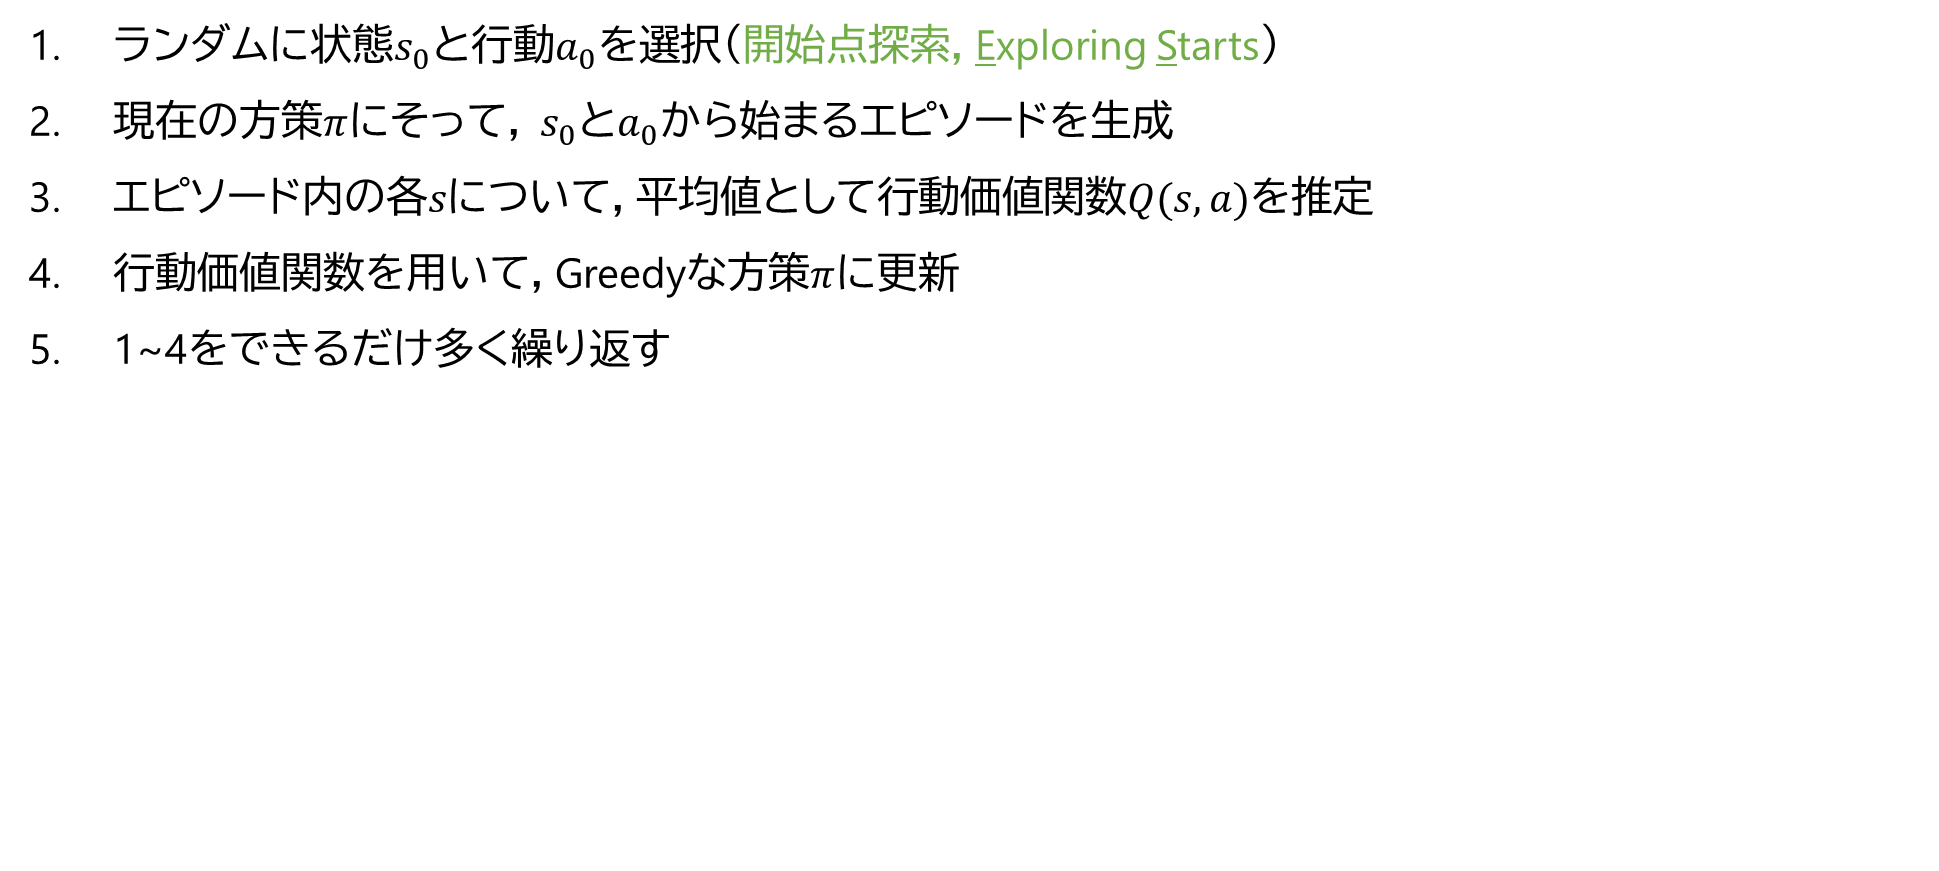 1. ランダムに状態𝑠₀と行動𝑎₀を選択（開始点探索, Exploring Starts）
2. 現在の方策𝜋にそって, 𝑠₀と𝑎₀から始まるエピソードを生成
3. エピソード内の各𝑠について, 平均値として行動価値関数𝑄(𝑠, 𝑎)を推定
4. 行動価値関数を用いて, Greedyな方策𝜋に更新
5. 1~4をできるだけ多く繰り返す